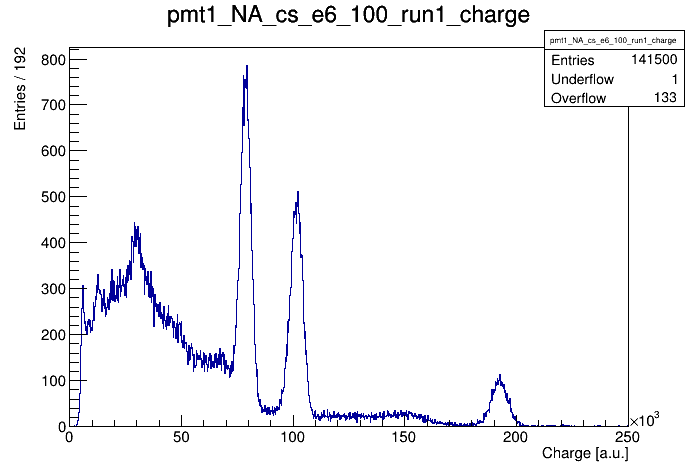 pmt1_NA_cs_e6_100_run1_charge
pmt1_NA_cs_e6_100_run1_charge
Entries 141500
Underflow 1
Overflow 133
Entries / 192
800
700
600
500
400
300
200
100
0
0 50 100 150 200 250
×10³
Charge [a.u.]